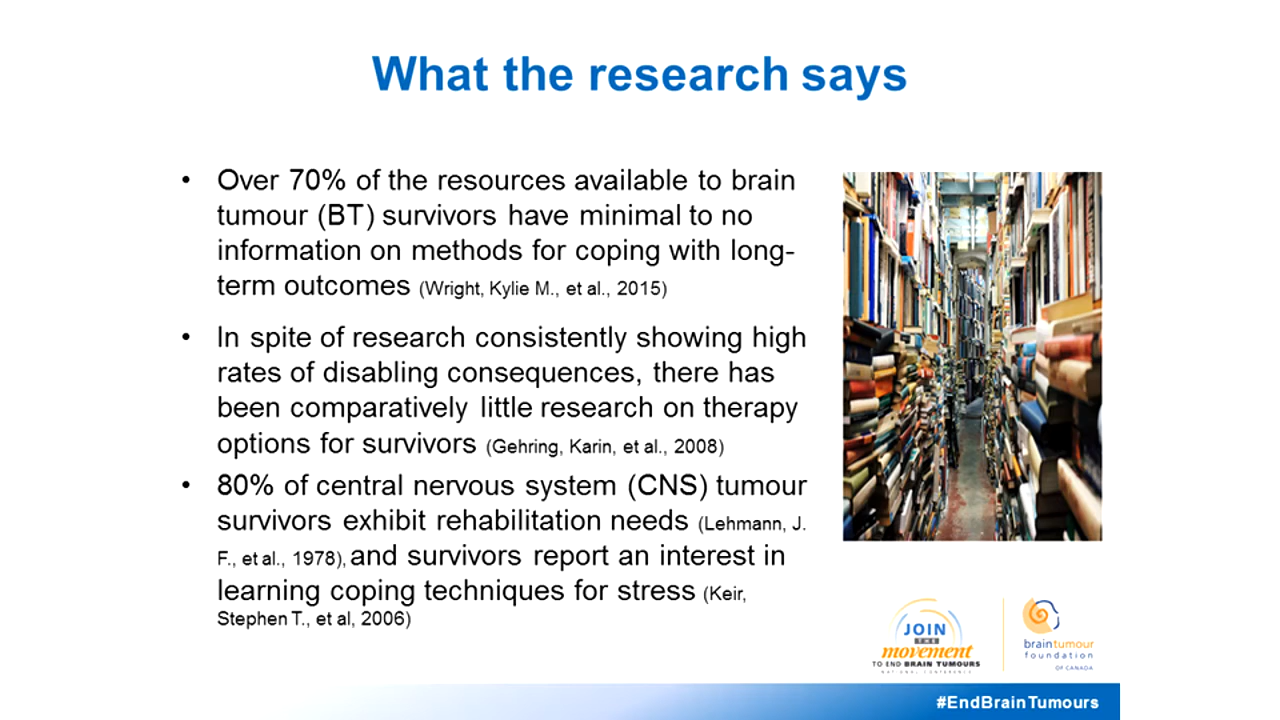 What the research says
• Over 70% of the resources available to brain
tumour (BT) survivors have minimal to no
information on methods for coping with long-
term outcomes (Wright, Kylie M., et al., 2015)
• In spite of research consistently showing high
rates of disabling consequences, there has
been comparatively little research on therapy
options for survivors (Gehring, Karin, et al., 2008)
• 80% of central nervous system (CNS) tumour
survivors exhibit rehabilitation needs (Lehmann, J.
F., et al., 1978), and survivors report an interest in
learning coping techniques for stress (Keir,
Stephen T., et al, 2006)
JOIN
THE
movement
TO END BRAIN TUMOURS
NATIONAL CONFERENCE
braintumour
foundation
OF CANADA
#EndBrainTumours